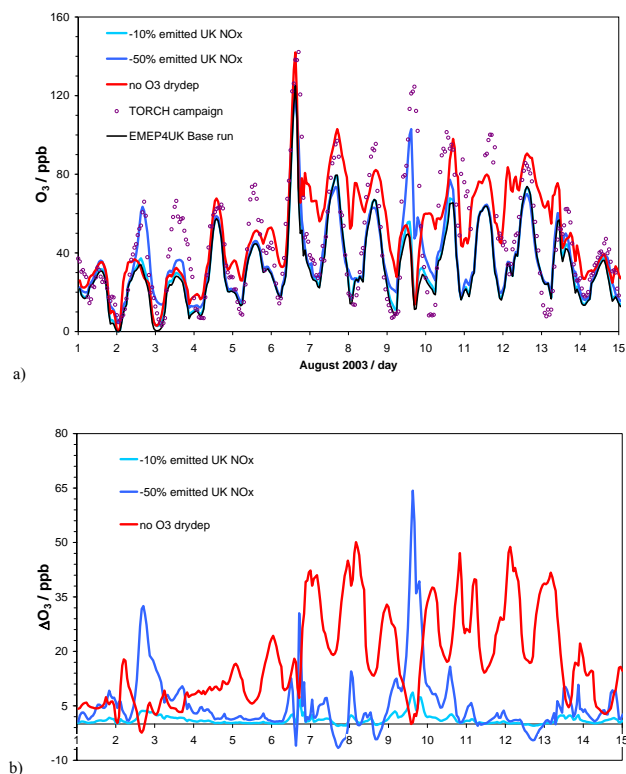 160
-10% emitted UK NOx
-50% emitted UK NOx
120
no O3 drydep
TORCH campaign
EMEP4UK Base run
O3 / ppb
80
40
0
1 2 3 4 5 6 7 8 9 10 11 12 13 14 15
August 2003 / day
a)
80
-10% emitted UK NOx
65
-50% emitted UK NOx
no O3 drydep
50
ΔO3 / ppb
35
20
5
1 2 3 4 5 6 7 8 9 10 11 12 13 14 15
-10
b)